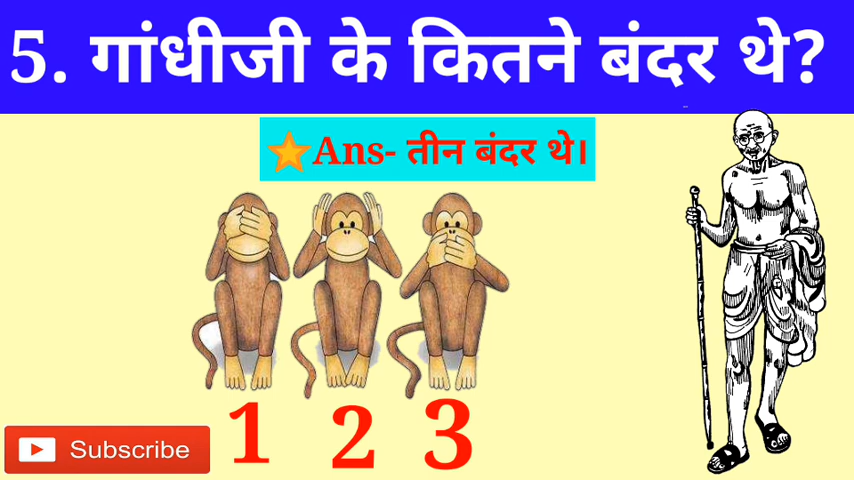 5. गांधीजी के कितने बंदर थे?
Ans- तीन बंदर थे।
1 2 3
Subscribe